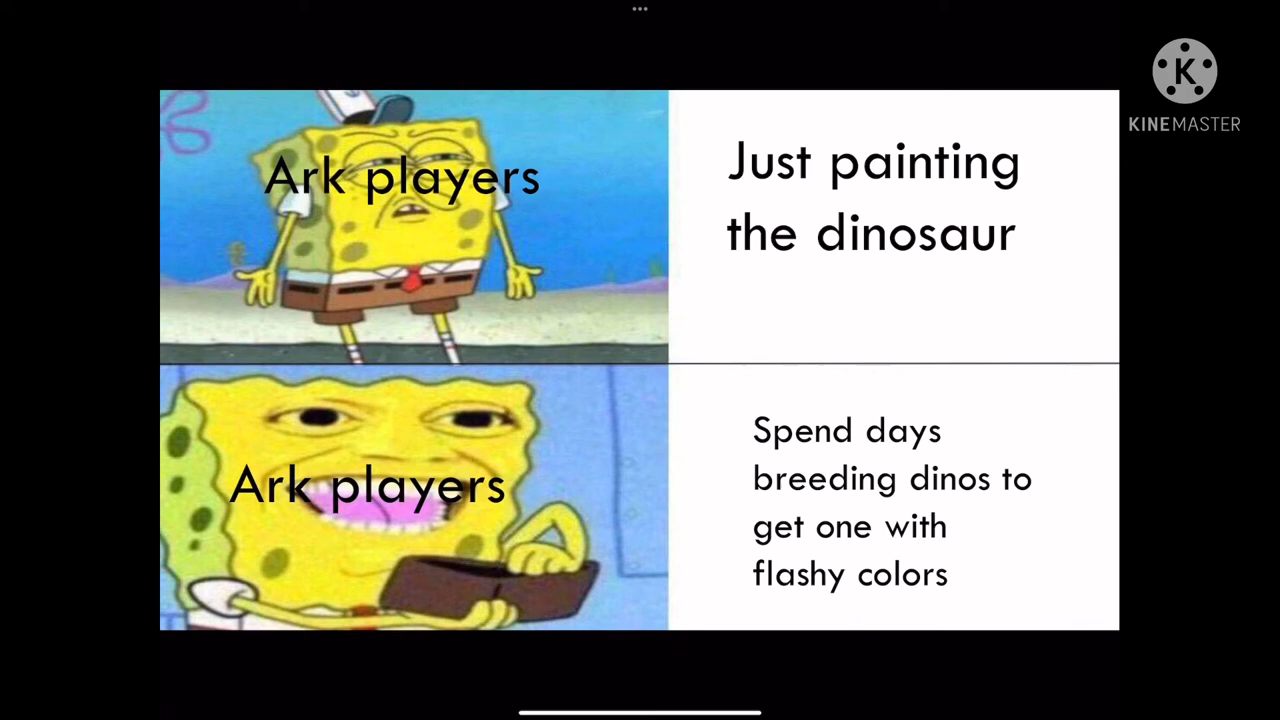 K
KINEMASTER
Ark players
Just painting
the dinosaur
Ark players
Spend days
breeding dinos to
get one with
flashy colors